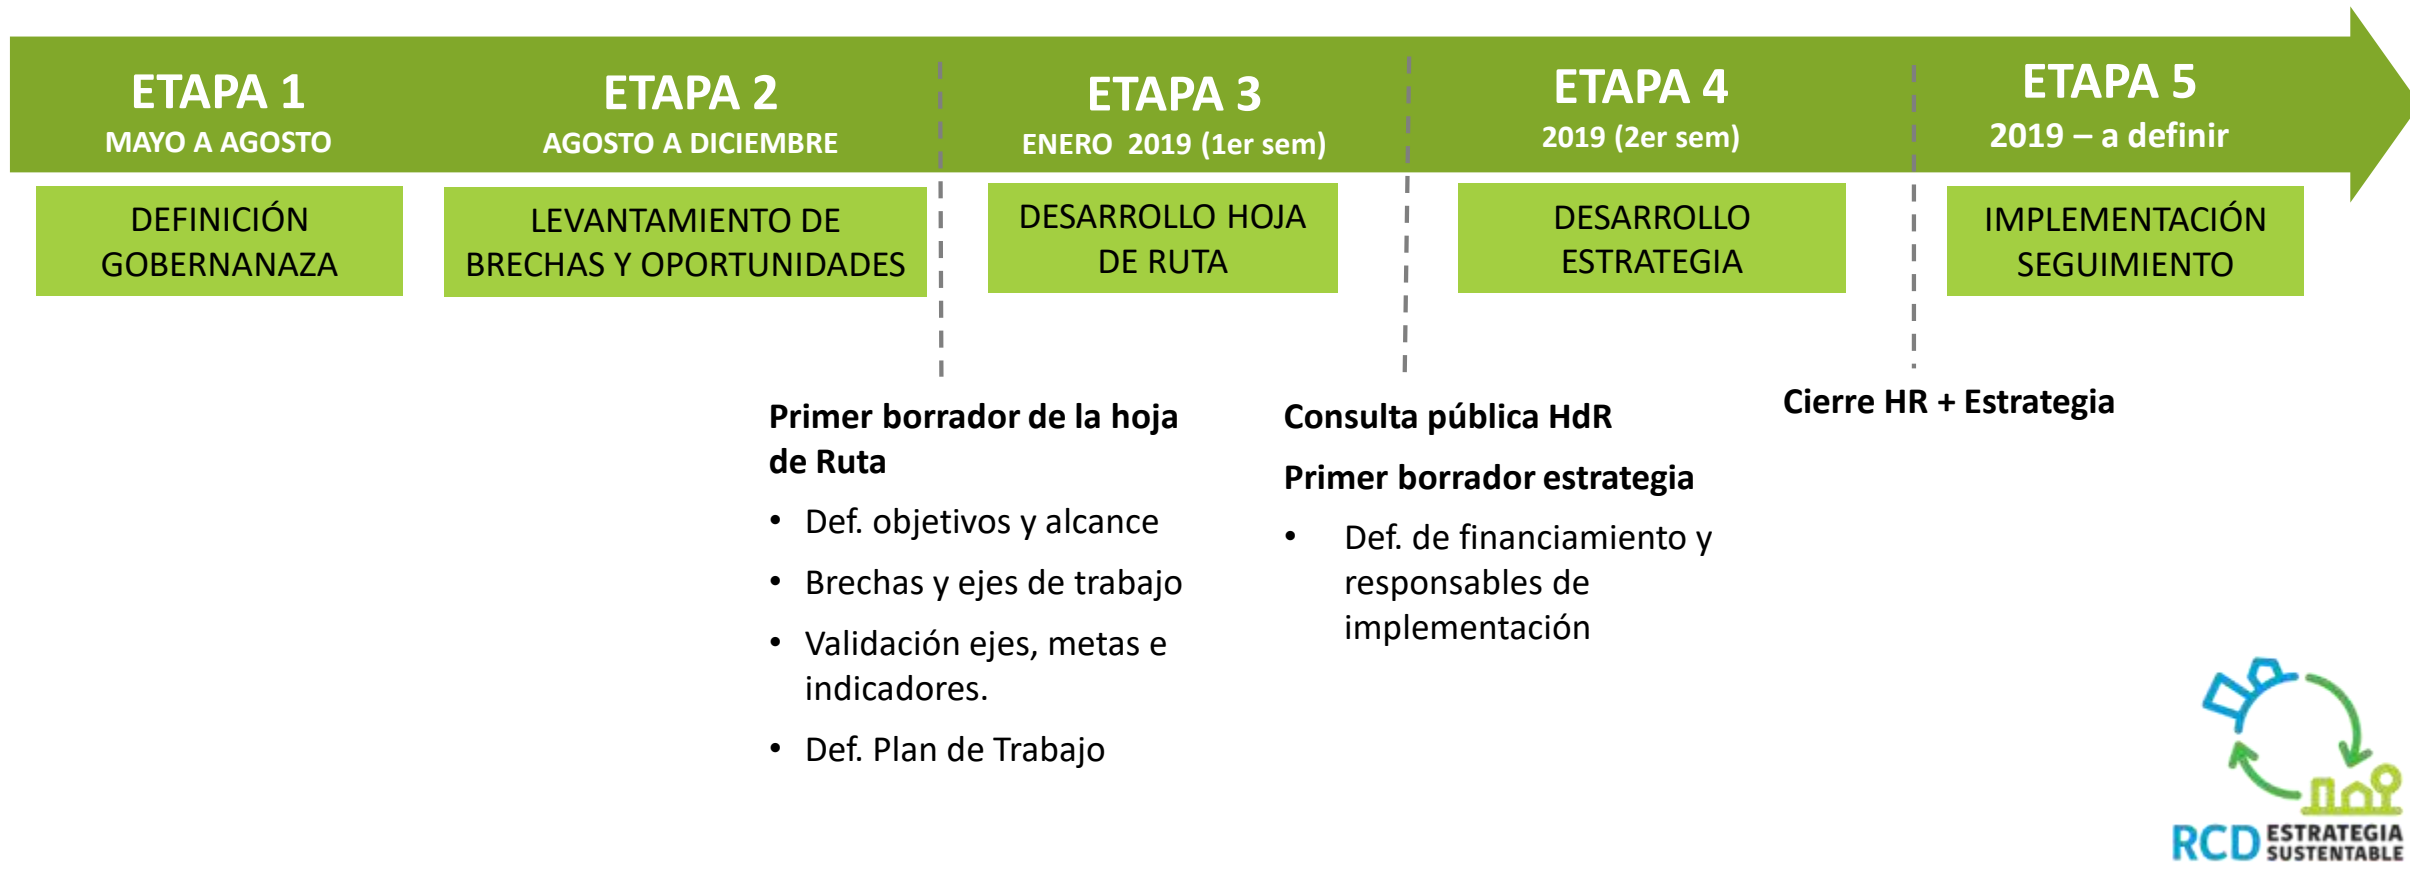 ETAPA 1
MAYO A AGOSTO
ETAPA 2
AGOSTO A DICIEMBRE
ETAPA 3
ENERO 2019 (1er sem)
ETAPA 4
2019 (2er sem)
ETAPA 5
2019 – a definir
DEFINICIÓN
GOBERNANAZA
LEVANTAMIENTO DE
BRECHAS Y OPORTUNIDADES
DESARROLLO HOJA
DE RUTA
DESARROLLO
ESTRATEGIA
IMPLEMENTACIÓN
SEGUIMIENTO
Primer borrador de la hoja
de Ruta
• Def. objetivos y alcance
• Brechas y ejes de trabajo
• Validación ejes, metas e
indicadores.
• Def. Plan de Trabajo
Consulta pública HdR
Primer borrador estrategia
• Def. de financiamiento y
responsables de
implementación
Cierre HR + Estrategia
RCD ESTRATEGIA
SUSTENTABLE